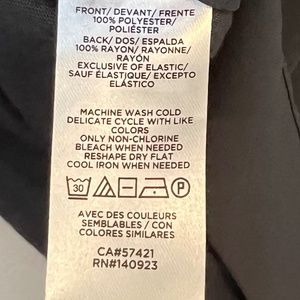 FRONT/ DEVANT/ FRENTE
100% POLYESTER/
POLIÉSTER
BACK/ DOS/ ESPALDA
100% RAYON/ RAYONNE/
RAYÓN
EXCLUSIVE OF ELASTIC/
SAUF ÉLASTIQUE/ EXCEPTO
ELÁSTICO
MACHINE WASH COLD
DELICATE CYCLE WITH LIKE
COLORS
ONLY NON-CHLORINE
BLEACH WHEN NEEDED
RESHAPE DRY FLAT
COOL IRON WHEN NEEDED
30 P
AVEC DES COULEURS
SEMBLABLES / CON
COLORES SIMILARES
CA#57421
RN#140923